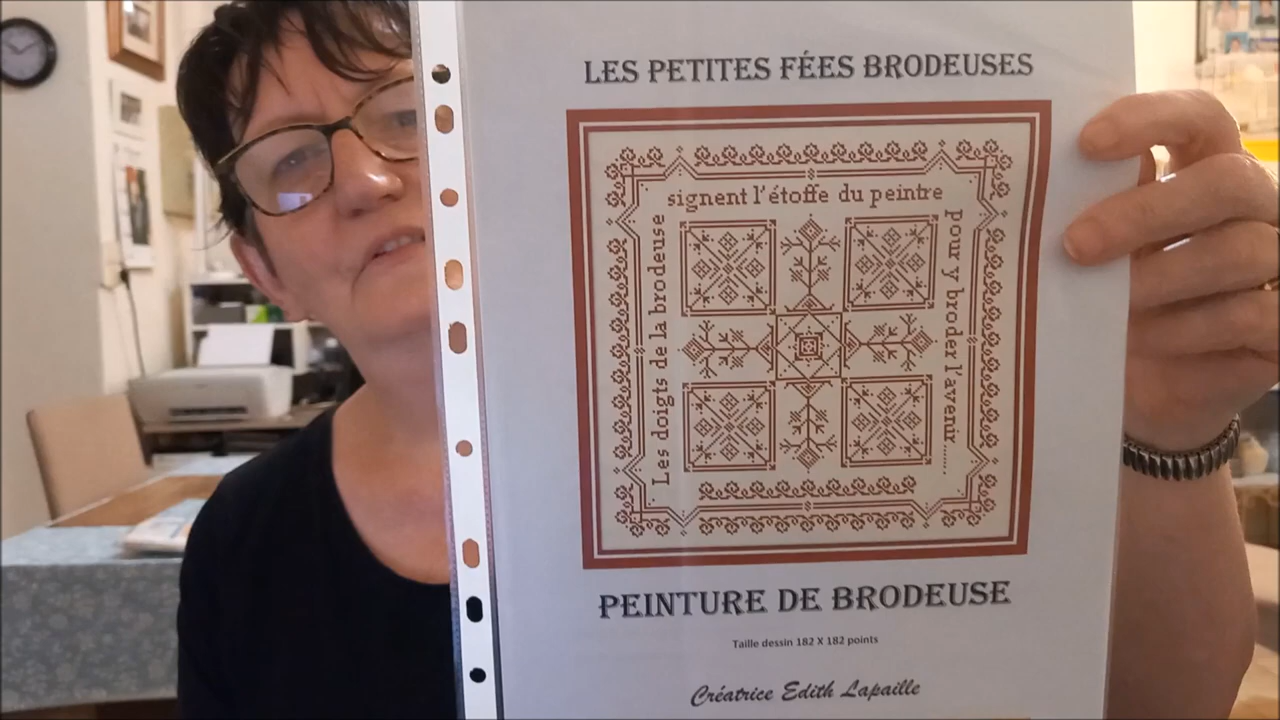 LES PETITES FÉES BRODEUSES
Les doigts de la brodeuse
signent l'étoffe du peintre
pour y broder l'avenir......
PEINTURE DE BRODEUSE
Taille dessin 182 X 182 points
Créatrice Edith Lapaille